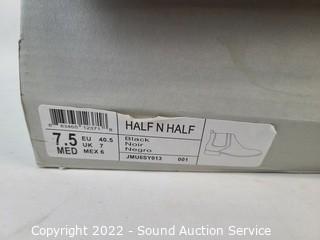 7.5 EU 40.5
UK 7
MED MEX 6
HALF N HALF
Black
Noir
Negro
JMU6SY013 001
Copyright 2022 - Sound Auction Service